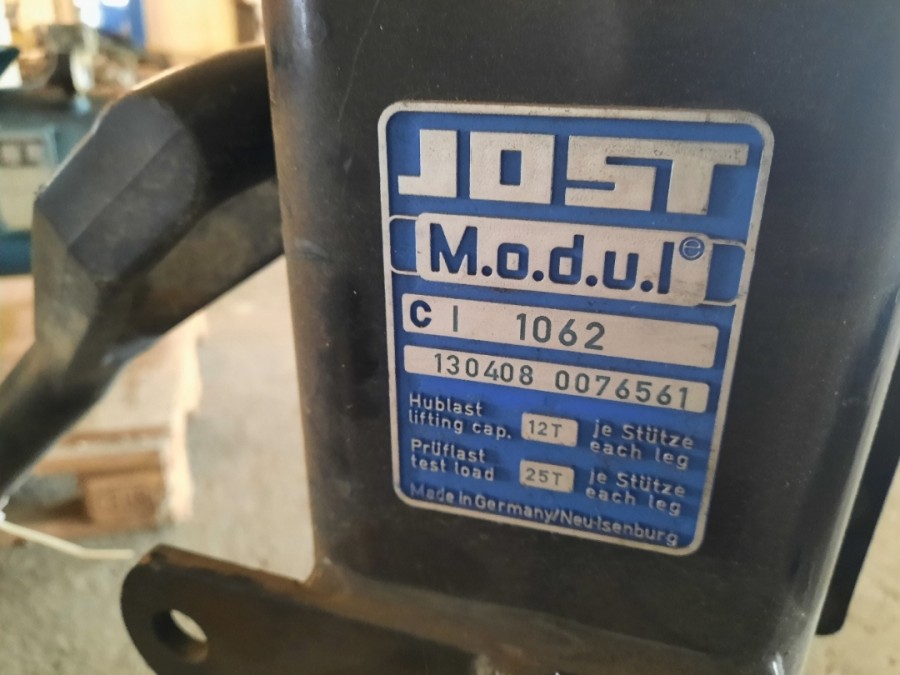 JOST
M.o.d.u.l®
C | 1062
130408 0076561
Hublast
lifting cap. 12T je Stütze
each leg
Prüflast
test load 25T je Stütze
each leg
Made in Germany/Neu-Isenburg